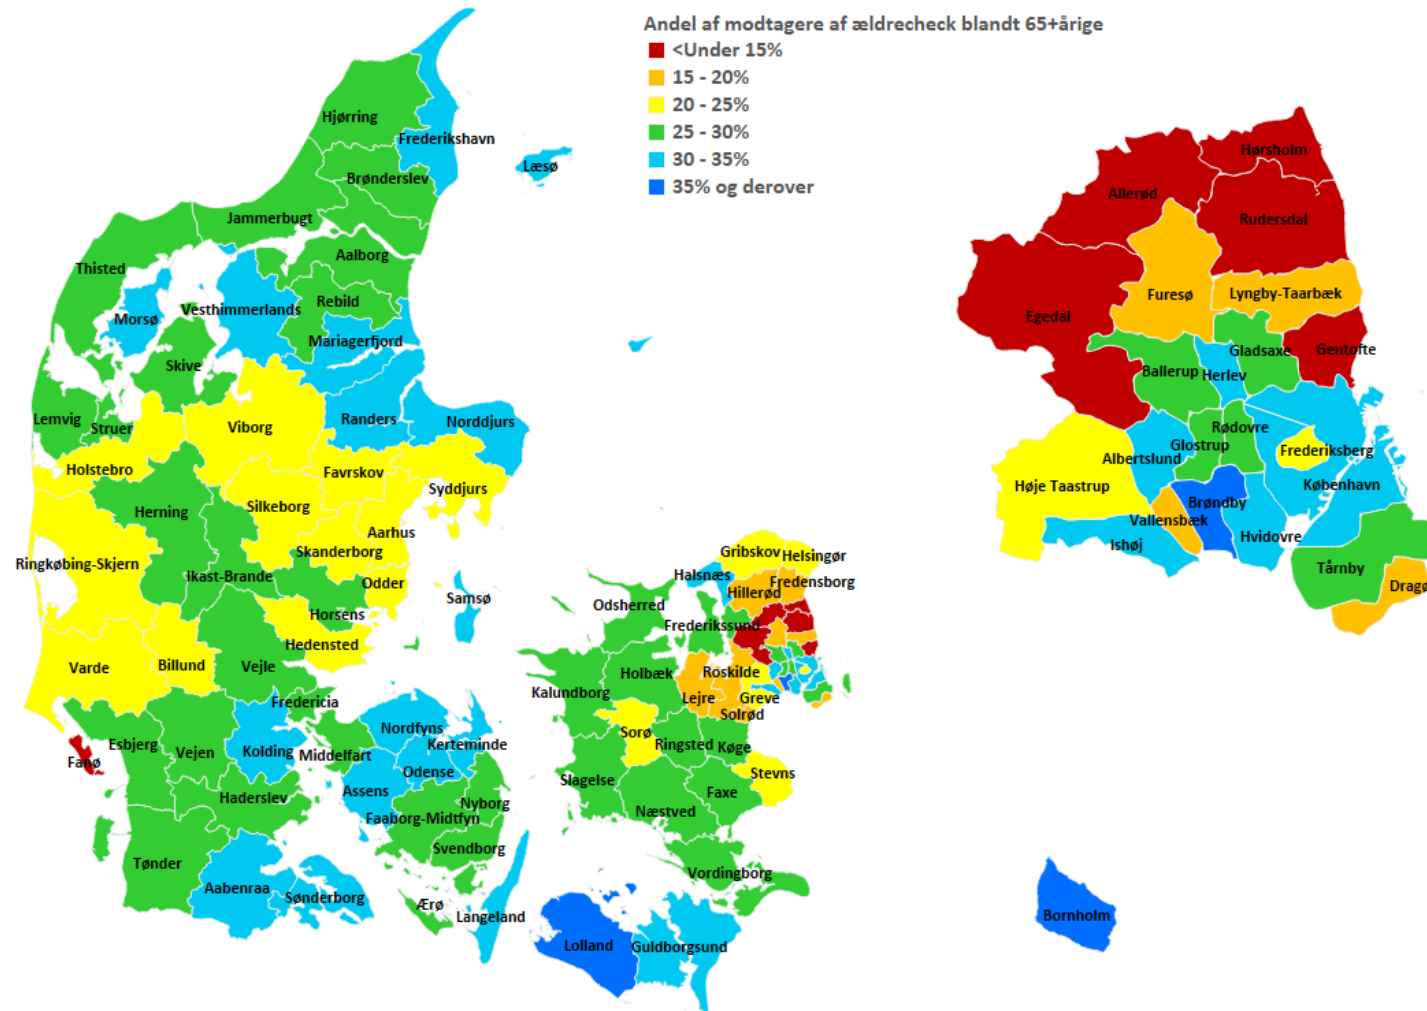 Andel af modtagere af ældrecheck blandt 65+årige
<Under 15%
15 - 20%
20 - 25%
25 - 30%
30 - 35%
35% og derover
Hjørring
Frederikshavn
Læsø
Brønderslev
Jammerbugt
Aalborg
Thisted
Rebild
Vesthimmerlands
Morsø
Mariagerfjord
Skive
Lemvig
Struer
Viborg
Randers
Norddjurs
Holstebro
Favrskov
Syddjurs
Herning
Silkeborg
Aarhus
Skanderborg
Ringkøbing-Skjern
Ikast-Brande
Odder
Samsø
Horsens
Hedensted
Varde
Billund
Vejle
Fredericia
Esbjerg
Vejen
Kolding
Middelfart
Fanø
Nordfyns
Kerteminde
Odense
Assens
Haderslev
Nyborg
Faaborg-Midtfyn
Svendborg
Tønder
Aabenraa
Sønderborg
Ærø
Langeland
Gribskov
Helsingør
Halsnæs
Fredensborg
Hillerød
Odsherred
Frederikssund
Holbæk
Roskilde
Kalundborg
Lejre
Greve
Solrød
Sorø
Ringsted
Køge
Stevns
Slagelse
Faxe
Næstved
Vordingborg
Lolland
Guldborgsund
Hørsholm
Allerød
Rudersdal
Furesø
Lyngby-Taarbæk
Egedal
Gladsaxe
Gentofte
Ballerup
Herlev
Rødovre
Glostrup
Frederiksberg
Albertslund
Høje Taastrup
København
Brøndby
Vallensbæk
Ishøj
Hvidovre
Tårnby
Dragø
Bornholm